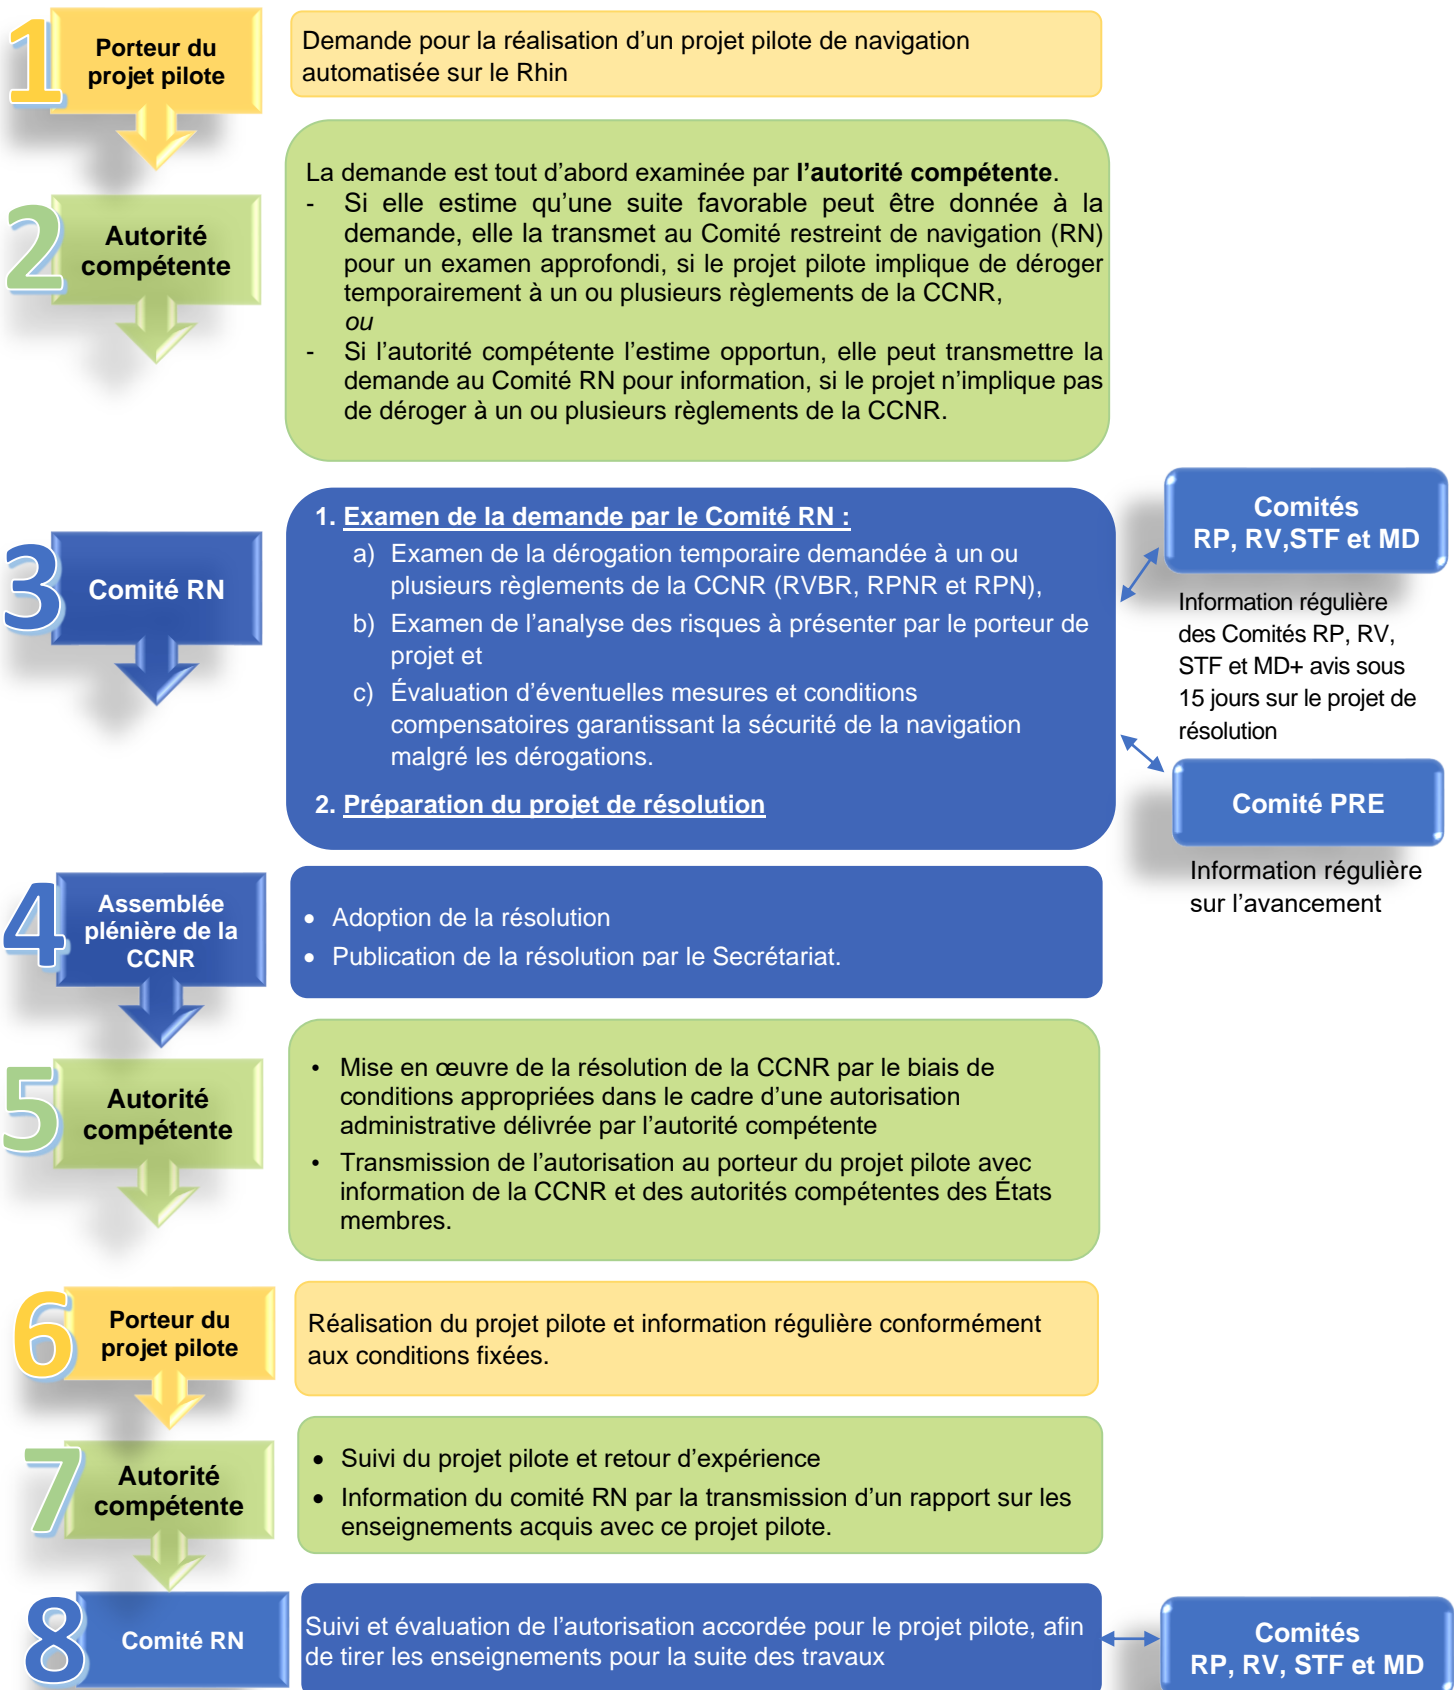 1
Porteur du
projet pilote
Demande pour la réalisation d’un projet pilote de navigation
automatisée sur le Rhin
2
Autorité
compétente
La demande est tout d’abord examinée par l’autorité compétente.
- Si elle estime qu’une suite favorable peut être donnée à la
demande, elle la transmet au Comité restreint de navigation (RN)
pour un examen approfondi, si le projet pilote implique de déroger
temporairement à un ou plusieurs règlements de la CCNR,
ou
- Si l’autorité compétente l’estime opportun, elle peut transmettre la
demande au Comité RN pour information, si le projet n’implique pas
de déroger à un ou plusieurs règlements de la CCNR.
3
Comité RN
1. Examen de la demande par le Comité RN :
a) Examen de la dérogation temporaire demandée à un ou
plusieurs règlements de la CCNR (RVBR, RPNR et RPN),
b) Examen de l’analyse des risques à présenter par le porteur de
projet et
c) Évaluation d’éventuelles mesures et conditions
compensatoires garantissant la sécurité de la navigation
malgré les dérogations.
2. Préparation du projet de résolution
Comités
RP, RV,STF et MD
Information régulière
des Comités RP, RV,
STF et MD+ avis sous
15 jours sur le projet de
résolution
Comité PRE
Information régulière
sur l’avancement
4
Assemblée
plénière de la
CCNR
• Adoption de la résolution
• Publication de la résolution par le Secrétariat.
5
Autorité
compétente
• Mise en œuvre de la résolution de la CCNR par le biais de
conditions appropriées dans le cadre d’une autorisation
administrative délivrée par l’autorité compétente
• Transmission de l’autorisation au porteur du projet pilote avec
information de la CCNR et des autorités compétentes des États
membres.
6
Porteur du
projet pilote
Réalisation du projet pilote et information régulière conformément
aux conditions fixées.
7
Autorité
compétente
• Suivi du projet pilote et retour d’expérience
• Information du comité RN par la transmission d’un rapport sur les
enseignements acquis avec ce projet pilote.
8
Comité RN
Suivi et évaluation de l’autorisation accordée pour le projet pilote, afin
de tirer les enseignements pour la suite des travaux
Comités
RP, RV, STF et MD